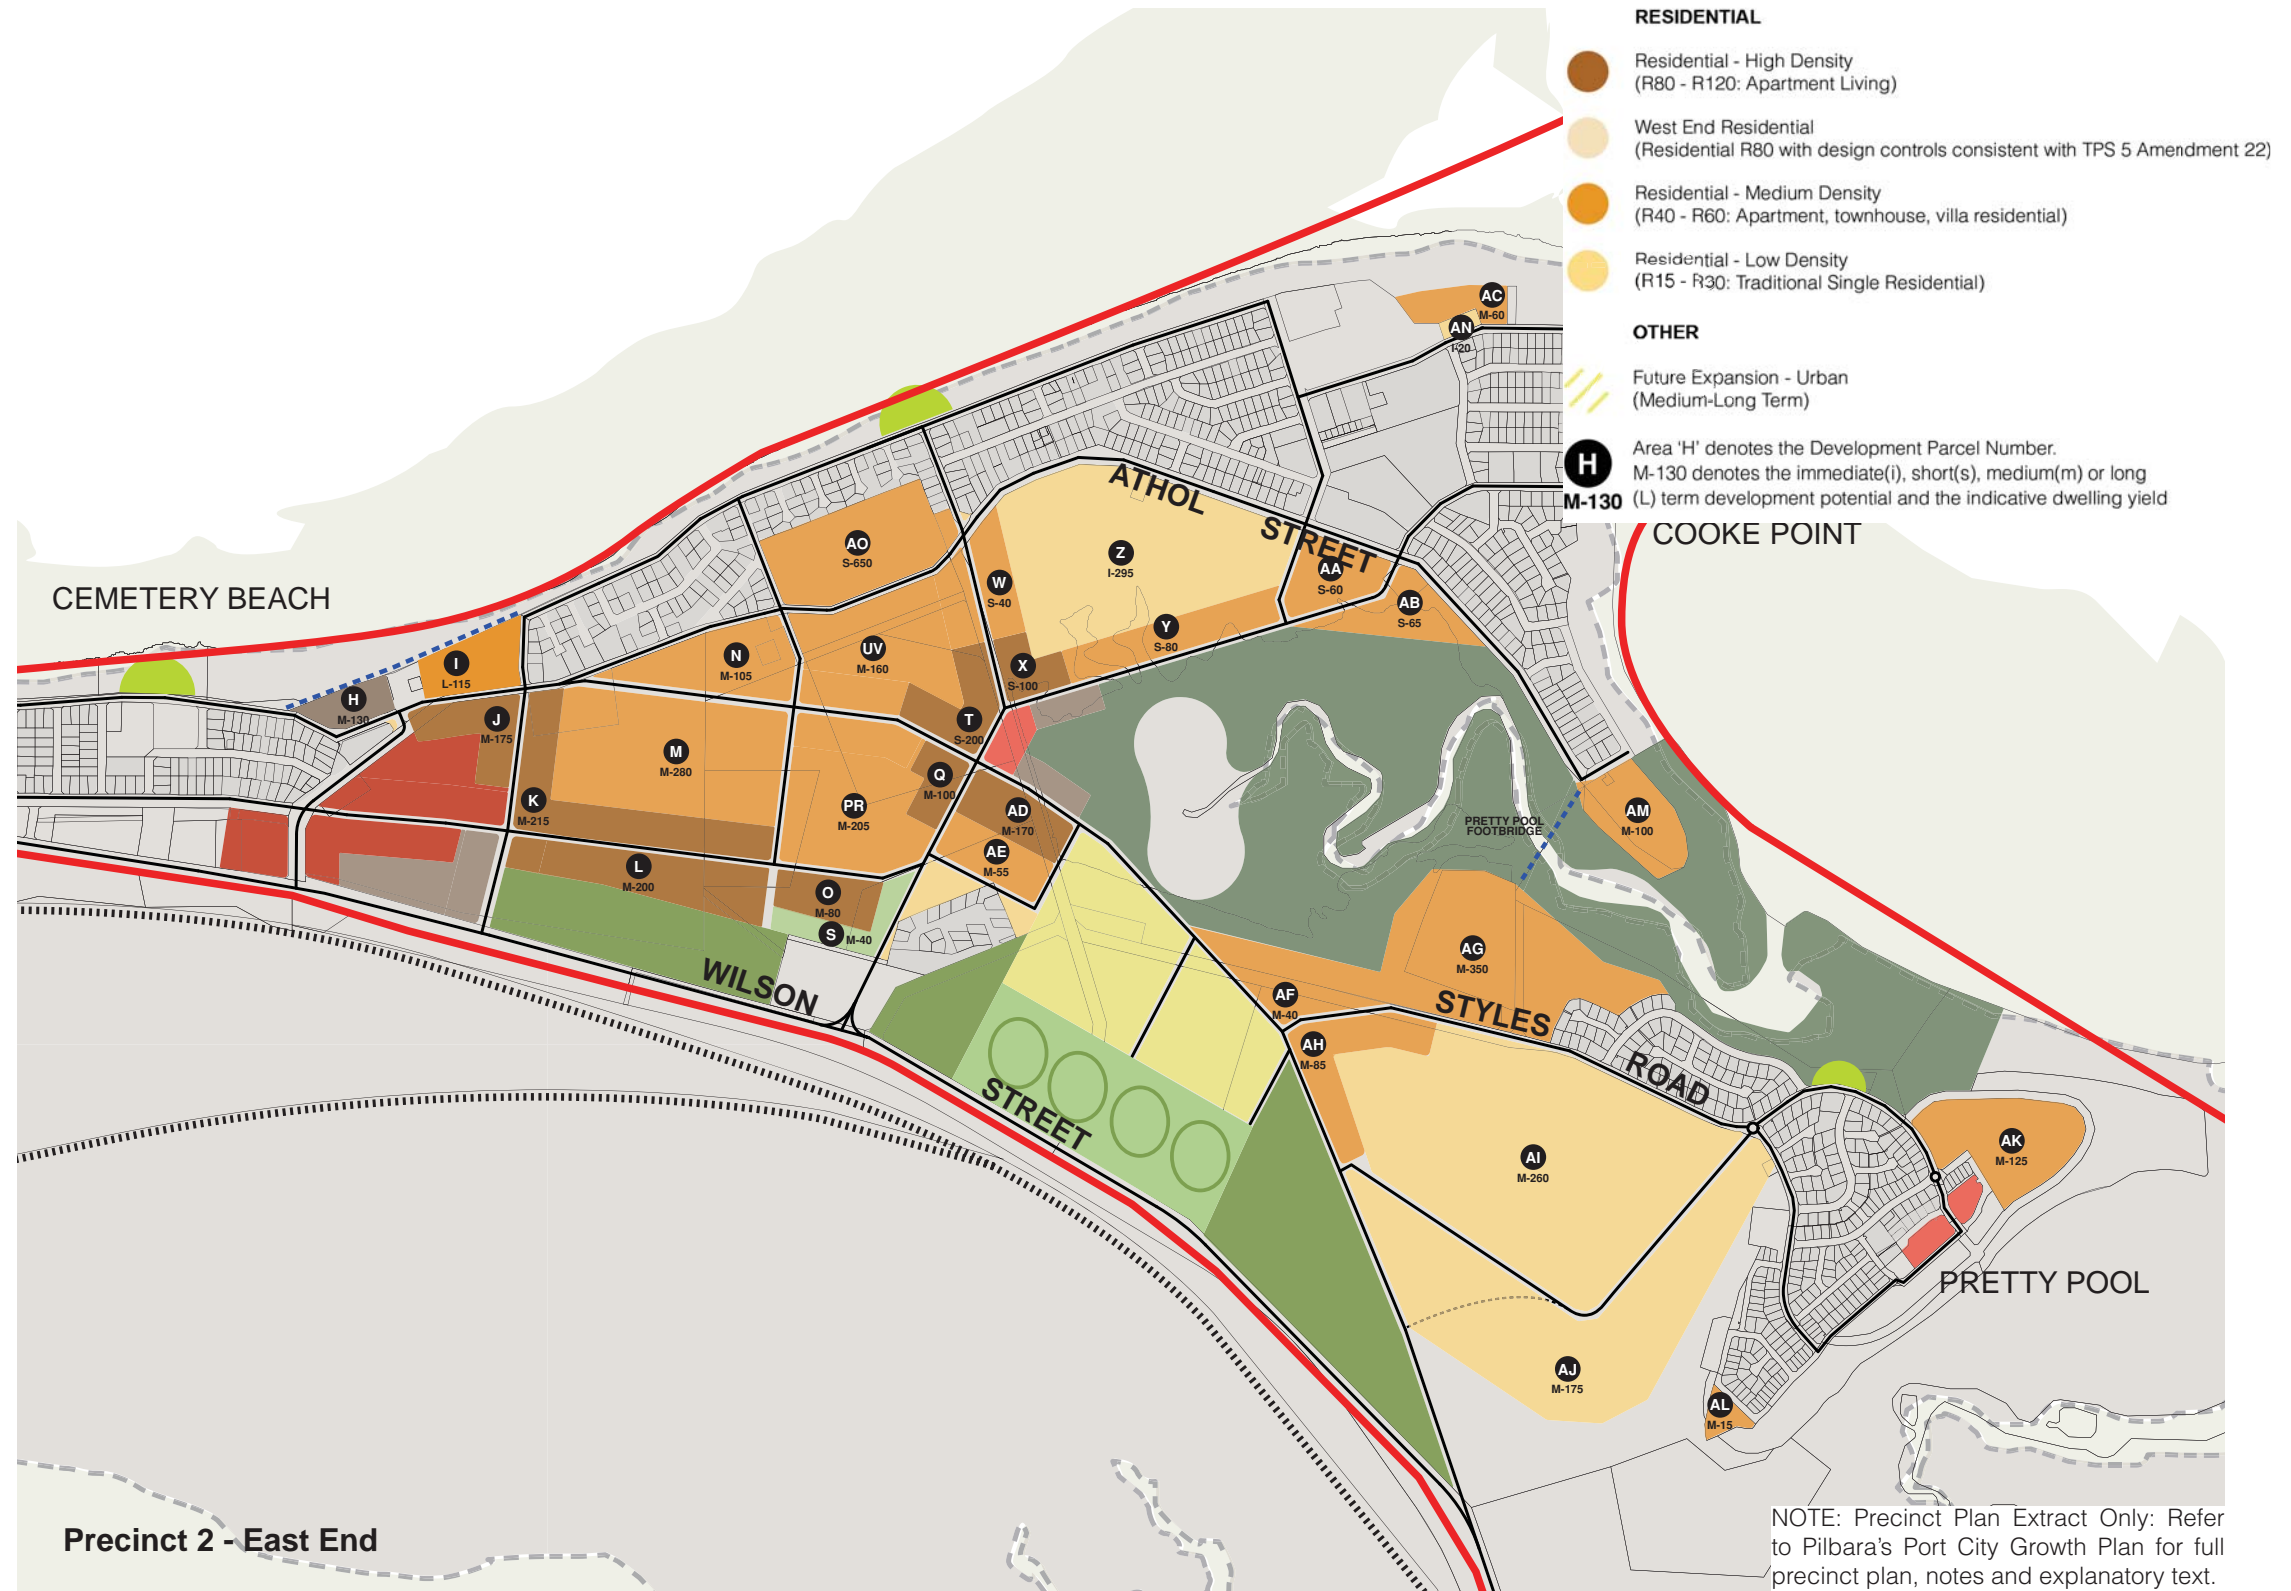 RESIDENTIAL
Residential - High Density
(R80 - R120: Apartment Living)
West End Residential
(Residential R80 with design controls consistent with TPS 5 Amendment 22)
Residential - Medium Density
(R40 - R60: Apartment, townhouse, villa residential)
Residential - Low Density
(R15 - R30: Traditional Single Residential)
OTHER
Future Expansion - Urban
(Medium-Long Term)
H
M-130
Area 'H' denotes the Development Parcel Number.
M-130 denotes the immediate(i), short(s), medium(m) or long
(L) term development potential and the indicative dwelling yield
COOKE POINT
AC
M-60
AN
I-20
ATHOL
STREET
AO
S-650
Z
I-295
W
S-40
AA
S-60
AB
S-65
CEMETERY BEACH
Y
S-80
UV
M-160
N
M-105
X
S-100
I
L-115
H
M-130
J
M-175
T
S-200
M
M-280
Q
M-100
K
M-215
PR
M-205
AD
M-170
AM
M-100
PRETTY POOL
FOOTBRIDGE
AE
M-55
L
M-200
O
M-80
S
M-40
AG
M-350
WILSON
STREET
AF
M-40
STYLES
ROAD
AH
M-85
AI
M-260
AK
M-125
PRETTY POOL
AJ
M-175
AL
M-15
Precinct 2 - East End
NOTE: Precinct Plan Extract Only: Refer
to Pilbara's Port City Growth Plan for full
precinct plan, notes and explanatory text.